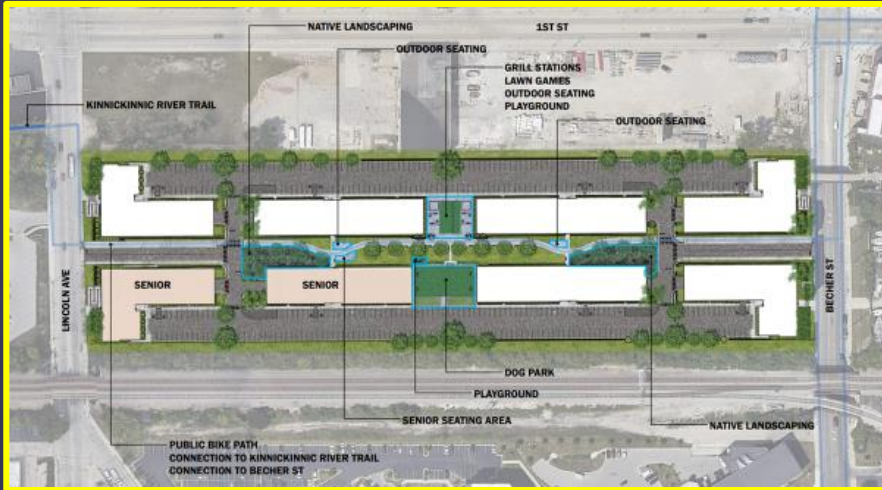 NATIVE LANDSCAPING
1ST ST
OUTDOOR SEATING
GRILL STATIONS
LAWN GAMES
OUTDOOR SEATING
PLAYGROUND
KINNICKINNIC RIVER TRAIL
OUTDOOR SEATING
LINCOLN AVE
SENIOR
SENIOR
BECHER ST
DOG PARK
PLAYGROUND
SENIOR SEATING AREA
NATIVE LANDSCAPING
PUBLIC BIKE PATH
CONNECTION TO KINNICKINNIC RIVER TRAIL
CONNECTION TO BECHER ST